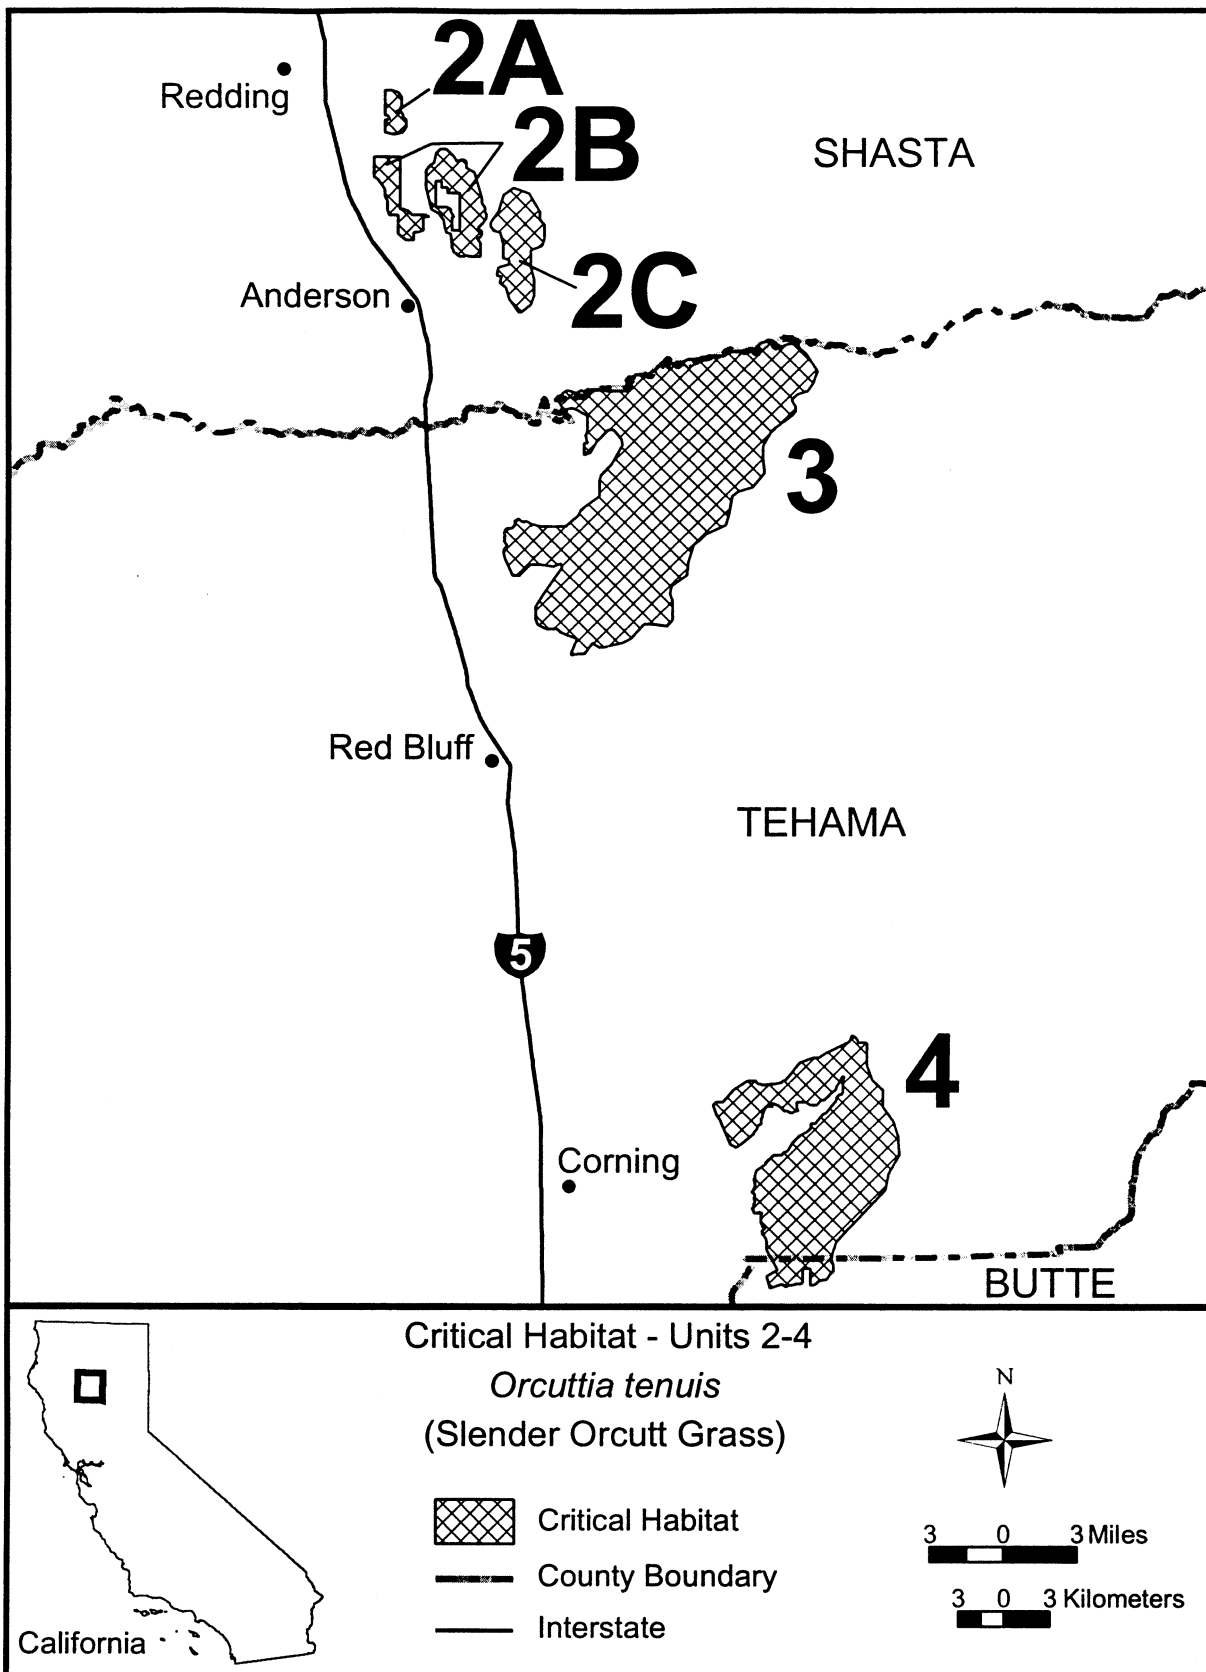 2A
Redding
2B
SHASTA
2C
Anderson
3
Red Bluff
TEHAMA
5
4
Corning
BUTTE
Critical Habitat - Units 2-4
Orcuttia tenuis
(Slender Orcutt Grass)
N
Critical Habitat
3 0 3 Miles
County Boundary
3 0 3 Kilometers
Interstate
California